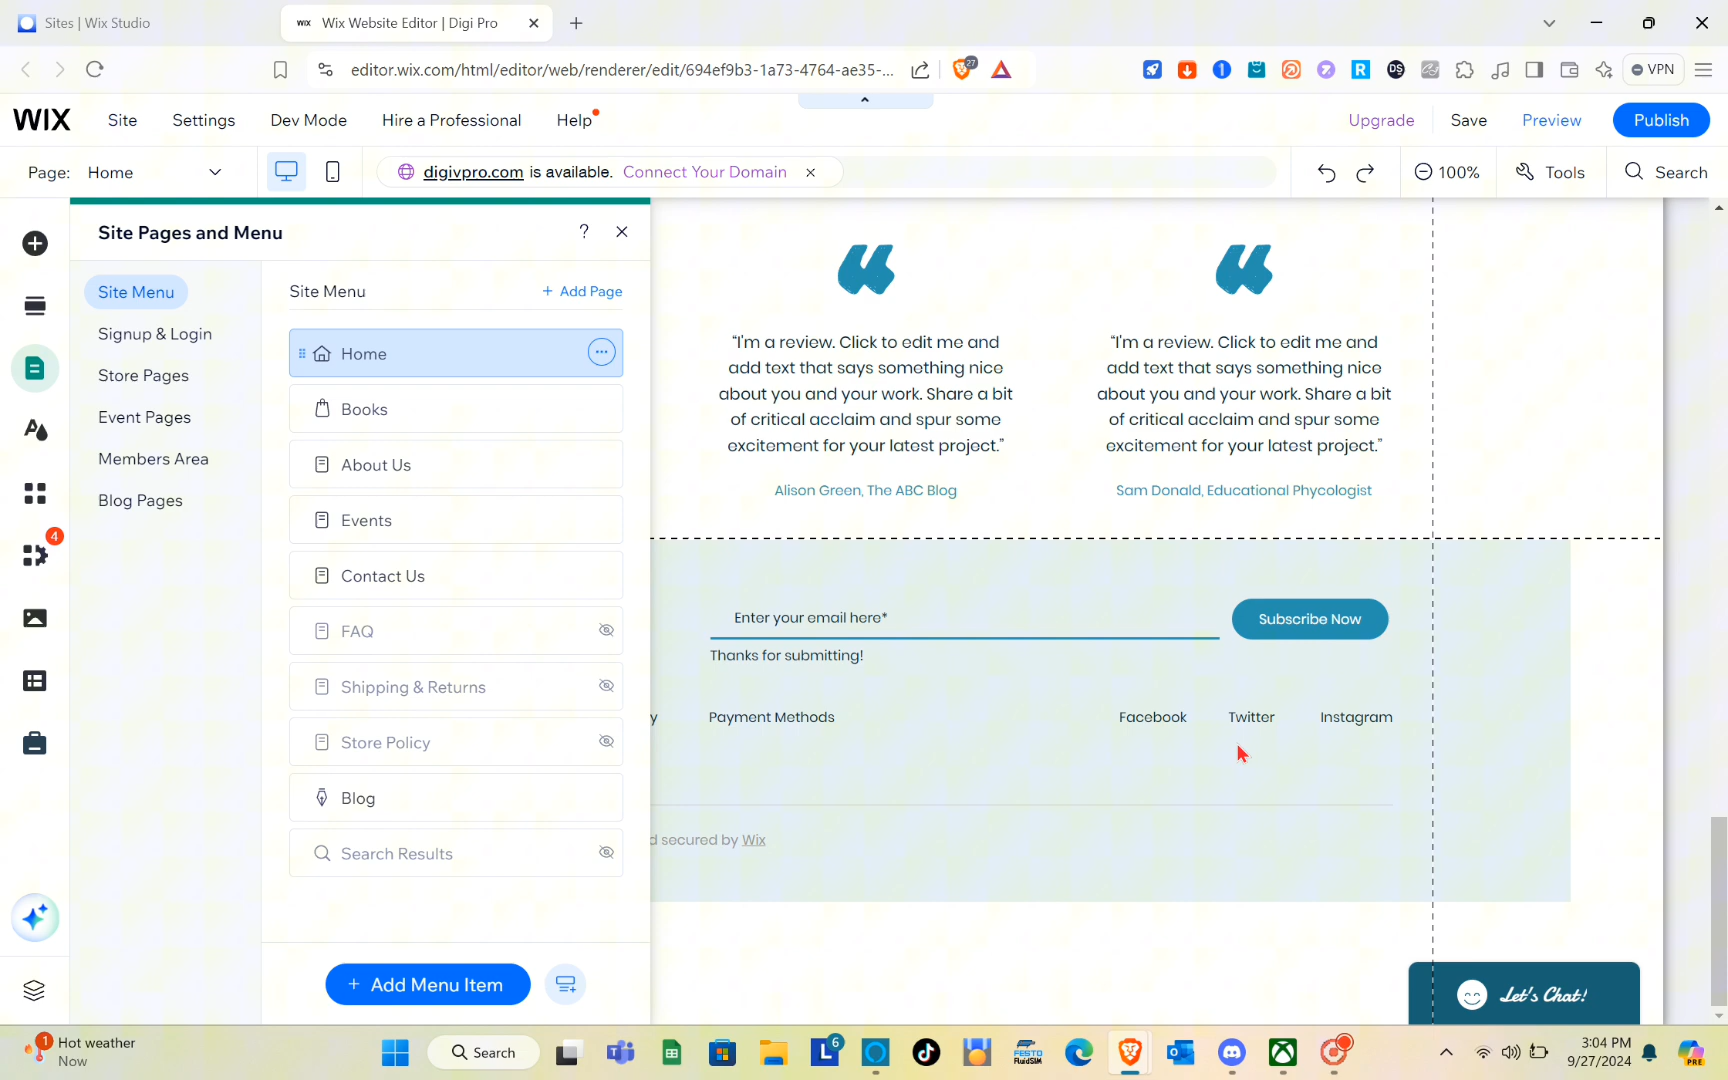 Sites | Wix Studio
WIX Wix Website Editor | Digi Pro
editor.wix.com/html/editor/web/renderer/edit/694ef9b3-1a73-4764-ae35-...
27
VPN
WIX Site Settings Dev Mode Hire a Professional Help Upgrade Save Preview Publish
Page: Home
digivpro.com is available. Connect Your Domain
100% Tools Search
Site Pages and Menu ?
Site Menu
Signup & Login
Store Pages
Event Pages
Members Area
Blog Pages
4
Site Menu + Add Page
Home
Books
About Us
Events
Contact Us
FAQ
Shipping & Returns
Store Policy
Blog
Search Results
+ Add Menu Item
“I'm a review. Click to edit me and
add text that says something nice
about you and your work. Share a bit
of critical acclaim and spur some
excitement for your latest project.”
Alison Green, The ABC Blog
“I'm a review. Click to edit me and
add text that says something nice
about you and your work. Share a bit
of critical acclaim and spur some
excitement for your latest project.”
Sam Donald, Educational Phycologist
Enter your email here*
Subscribe Now
Thanks for submitting!
y Payment Methods Facebook Twitter Instagram
d secured by Wix
Let's Chat!
1 Hot weather
Now
Search
L 6
FESTO
FluidSIM
3:04 PM
9/27/2024
PRE